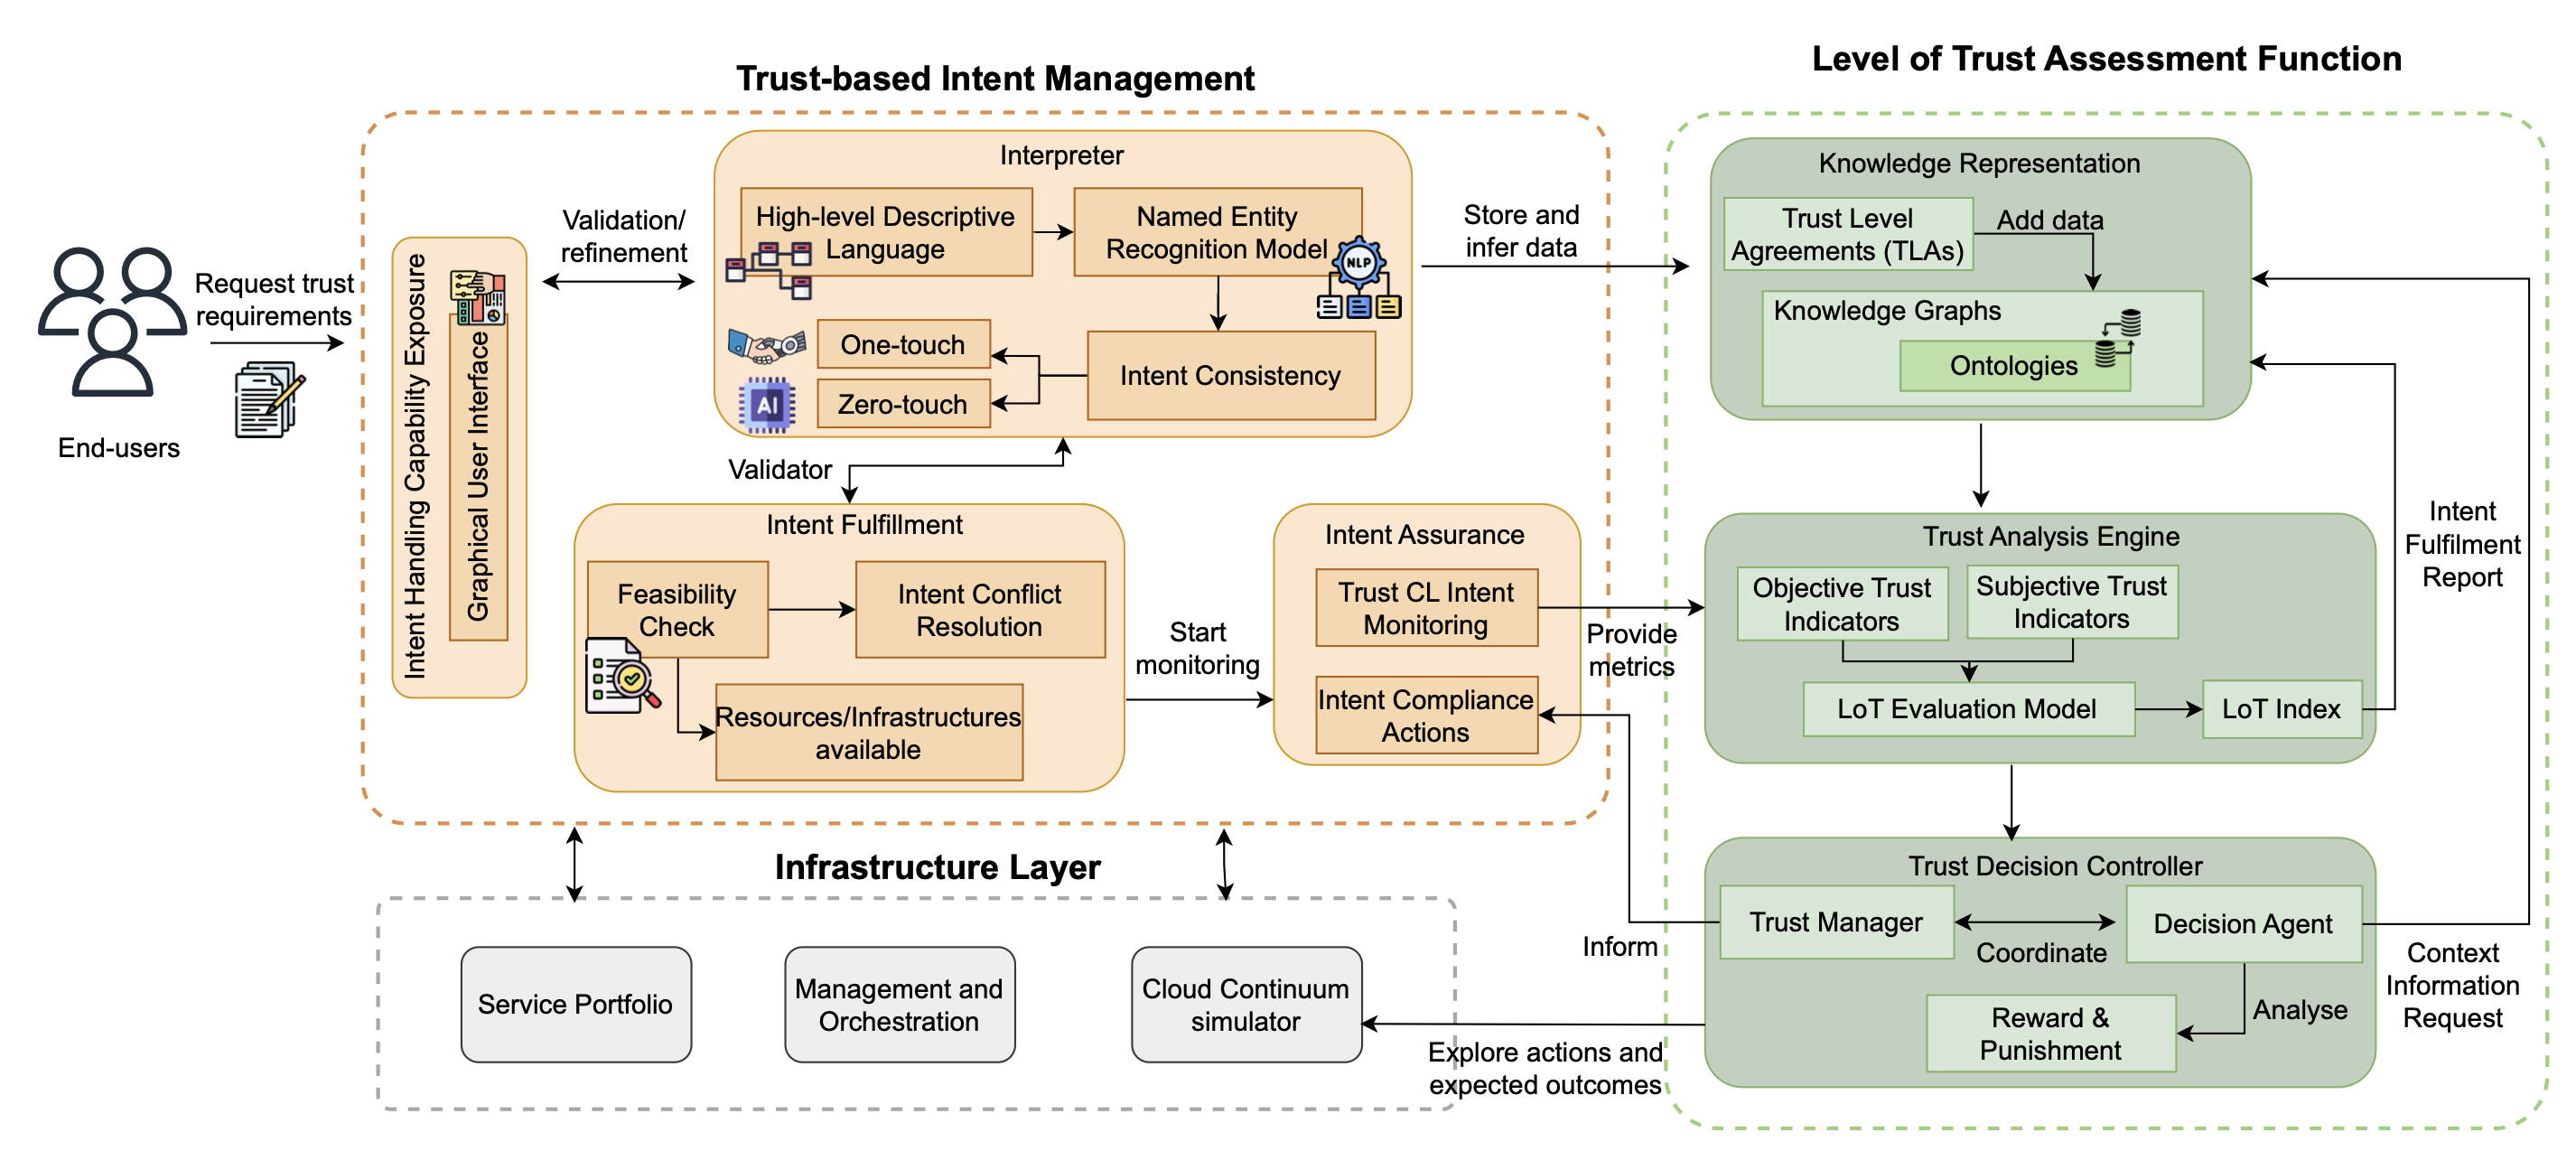 Trust-based Intent Management
Level of Trust Assessment Function
End-users
Request trust
requirements
Intent Handling Capability Exposure
Graphical User Interface
Validation/
refinement
Interpreter
High-level Descriptive
Language
Named Entity
Recognition Model
NLP
One-touch
Zero-touch
AI
Intent Consistency
Store and
infer data
Validator
Intent Fulfillment
Feasibility
Check
Intent Conflict
Resolution
Resources/Infrastructures
available
Start
monitoring
Intent Assurance
Trust CL Intent
Monitoring
Intent Compliance
Actions
Provide
metrics
Knowledge Representation
Trust Level
Agreements (TLAs)
Add data
Knowledge Graphs
Ontologies
Trust Analysis Engine
Objective Trust
Indicators
Subjective Trust
Indicators
LoT Evaluation Model
LoT Index
Intent
Fulfilment
Report
Trust Decision Controller
Trust Manager
Coordinate
Decision Agent
Analyse
Reward &
Punishment
Context
Information
Request
Inform
Explore actions and
expected outcomes
Infrastructure Layer
Service Portfolio
Management and
Orchestration
Cloud Continuum
simulator